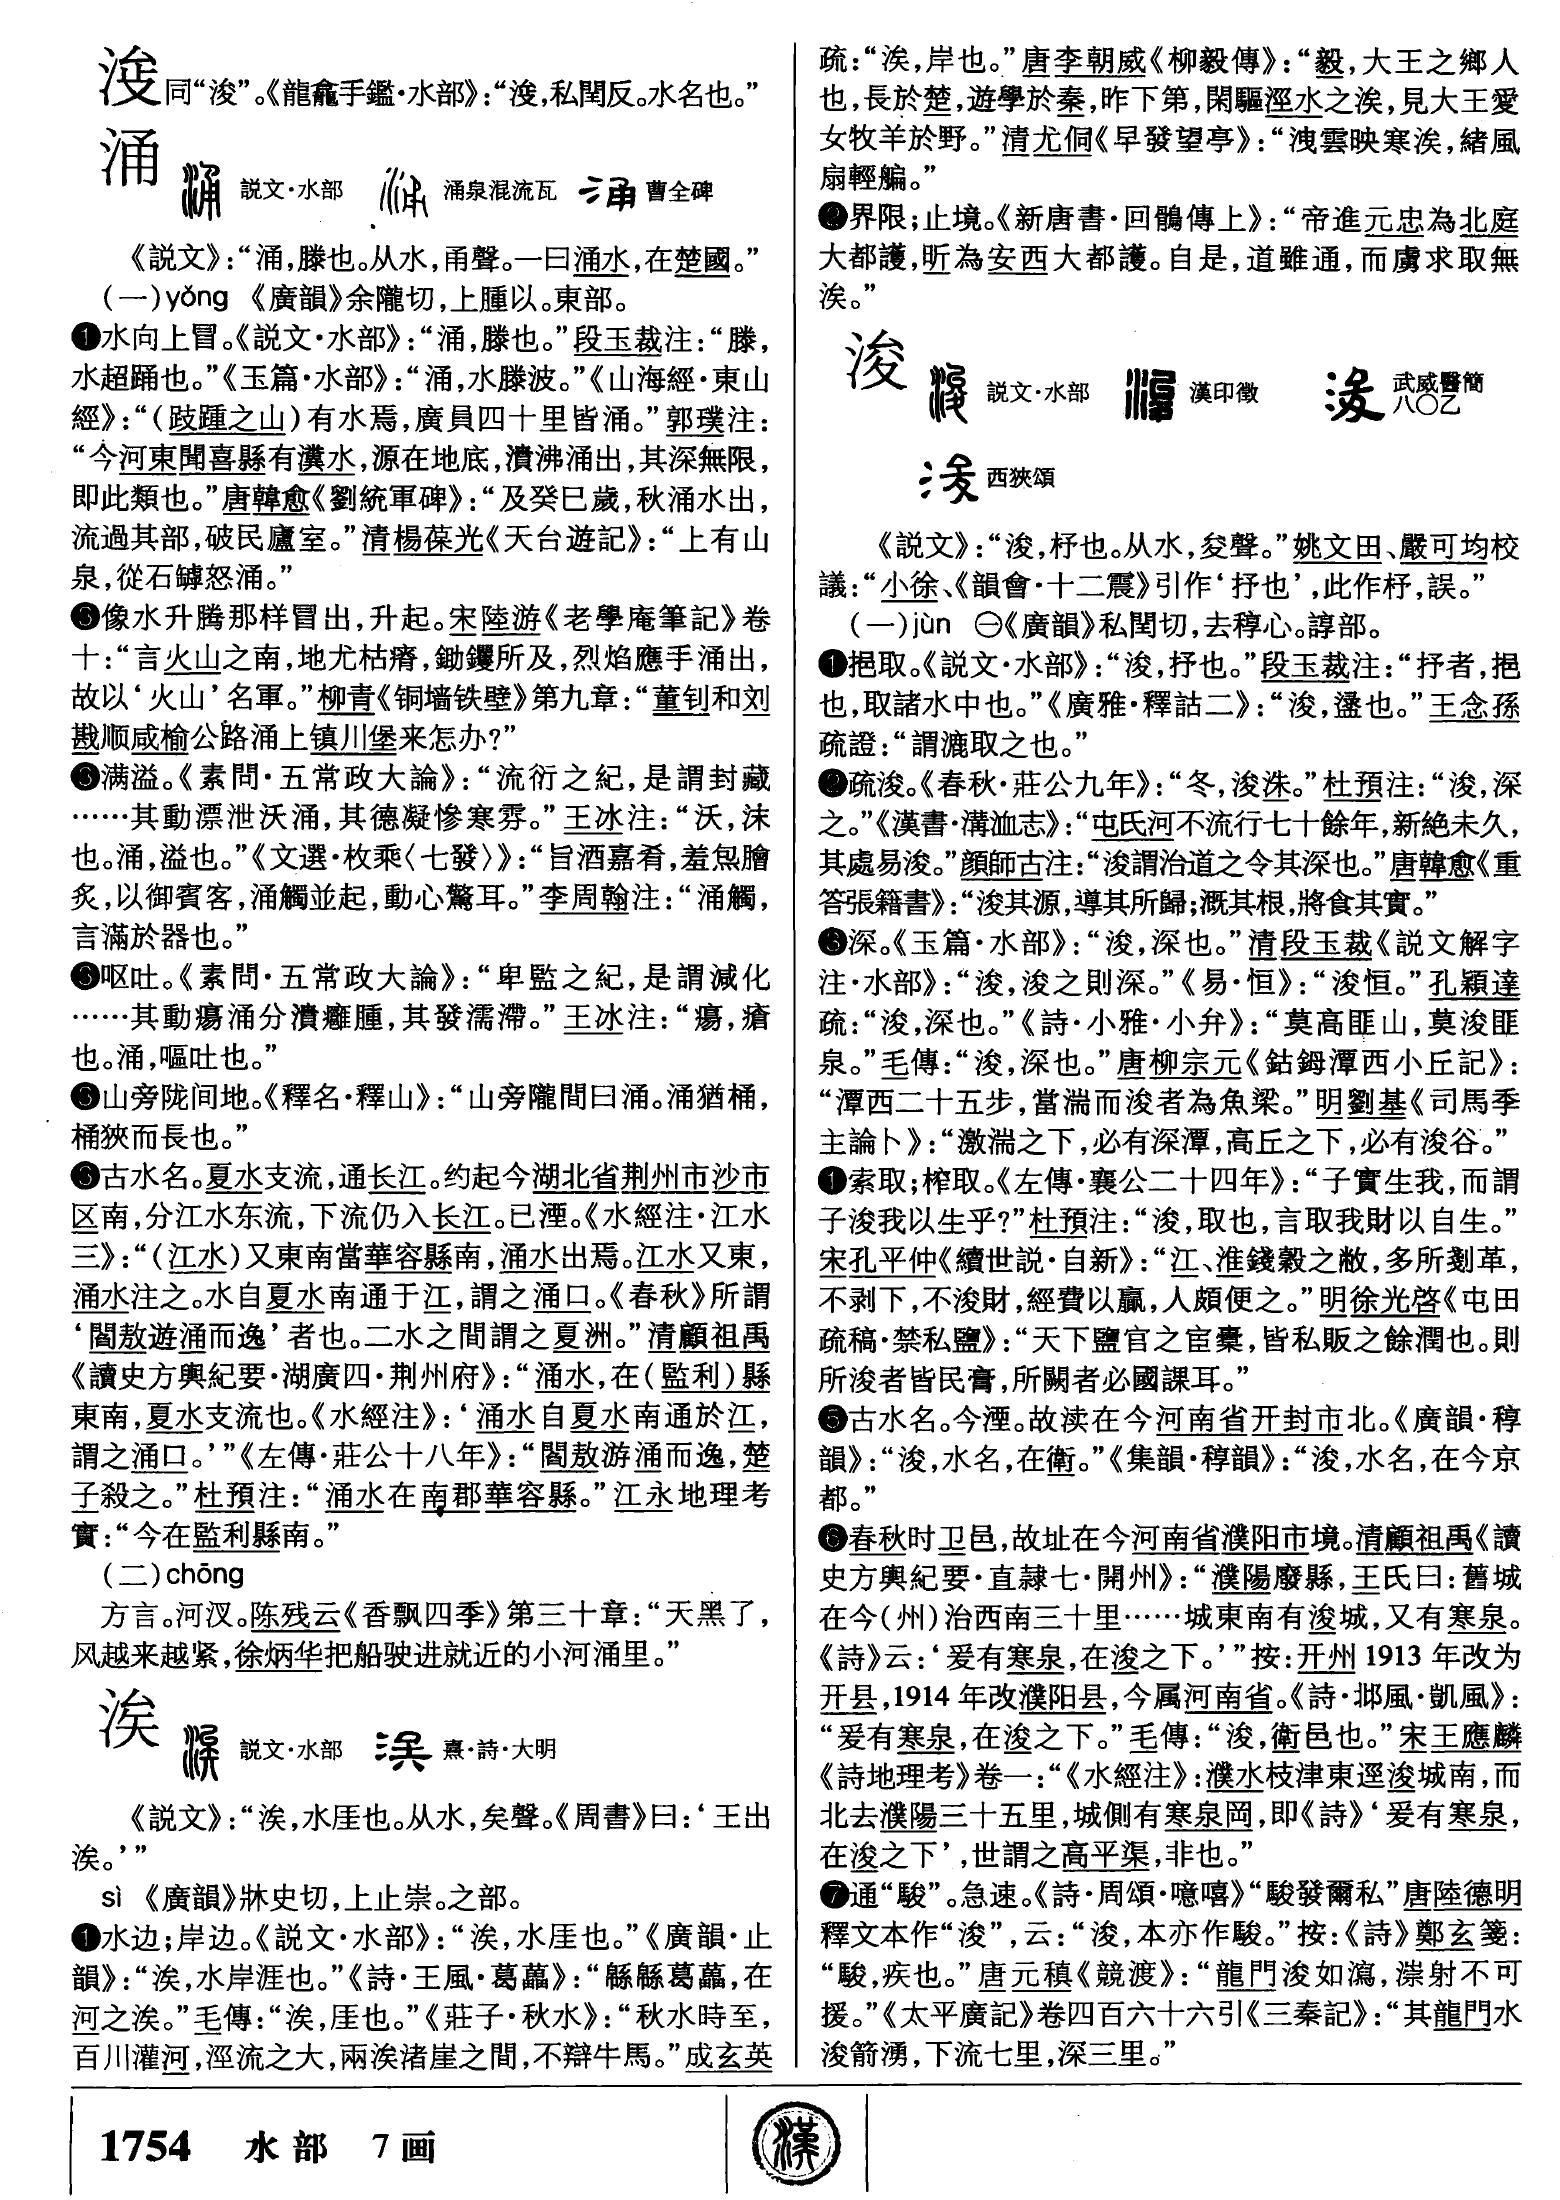 同“浚”。《龍龕手鑑·水部》：“㴫，私閏反。水名也。”
涌
説文·水部 涌泉混流瓦 曹全碑
《説文》：“涌，滕也。从水，甬聲。一曰涌水，在楚國。”
(一)yǒng 《廣韻》余隴切，上腫以。東部。
❶水向上冒。《説文·水部》：“涌，滕也。”段玉裁注：“滕，
水超踊也。”《玉篇·水部》：“涌，水滕波。”《山海經·東山
經》：“(跂踵之山)有水焉，廣員四十里皆涌。”郭璞注：
“今河東聞喜縣有瀵水，源在地底，濆沸涌出，其深無限，
即此類也。”唐韓愈《劉統軍碑》：“及癸巳歲，秋涌水出，
流過其部，破民廬室。”清楊葆光《天台遊記》：“上有山
泉，從石罅怒涌。”
❷像水升腾那样冒出，升起。宋陸游《老學庵筆記》卷
十：“言火山之南，地尤枯瘠，鋤钁所及，烈焰應手涌出，
故以‘火山’名軍。”柳青《铜墙铁壁》第九章：“董钊和刘
戡顺咸榆公路涌上镇川堡来怎办？”
❸满溢。《素問·五常政大論》：“流衍之紀，是謂封藏
……其動漂泄沃涌，其德凝慘寒雰。”王冰注：“沃，沫
也。涌，溢也。”《文選·枚乘〈七發〉》：“旨酒嘉肴，羞炰膾
炙，以御賓客，涌觸並起，動心驚耳。”李周翰注：“涌觸，
言滿於器也。”
❹呕吐。《素問·五常政大論》：“卑監之紀，是謂減化
……其動瘍涌分潰癰腫，其發濡滯。”王冰注：“瘍，瘡
也。涌，嘔吐也。”
❺山旁陇间地。《釋名·釋山》：“山旁隴間曰涌。涌猶桶，
桶狹而長也。”
❻古水名。夏水支流，通长江。约起今湖北省荆州市沙市
区南，分江水东流，下流仍入长江。已湮。《水經注·江水
三》：“(江水)又東南當華容縣南，涌水出焉。江水又東，
涌水注之。水自夏水南通于江，謂之涌口。《春秋》所謂
‘閻敖遊涌而逸’者也。二水之間謂之夏洲。”清顧祖禹
《讀史方輿紀要·湖廣四·荆州府》：“涌水，在(監利)縣
東南，夏水支流也。《水經注》：‘涌水自夏水南通於江，
謂之涌口。’”《左傳·莊公十八年》：“閻敖游涌而逸，楚
子殺之。”杜預注：“涌水在南郡華容縣。”江永地理考
實：“今在監利縣南。”
(二)chōng
方言。河汊。陈残云《香飘四季》第三十章：“天黑了，
风越来越紧，徐炳华把船驶进就近的小河涌里。”
涘
説文·水部 熹·詩·大明
《説文》：“涘，水厓也。从水，矣聲。《周書》曰：‘王出
涘。’”
sì 《廣韻》牀史切，上止崇。之部。
❶水边；岸边。《説文·水部》：“涘，水厓也。”《廣韻·止
韻》：“涘，水岸涯也。”《詩·王風·葛藟》：“緜緜葛藟，在
河之涘。”毛傳：“涘，厓也。”《莊子·秋水》：“秋水時至，
百川灌河，涇流之大，兩涘渚崖之間，不辯牛馬。”成玄英
疏：“涘，岸也。”唐李朝威《柳毅傳》：“毅，大王之鄉人
也，長於楚，遊學於秦，昨下第，閑驅涇水之涘，見大王愛
女牧羊於野。”清尤侗《早發望亭》：“洩雲映寒涘，緒風
扇輕艑。”
❷界限；止境。《新唐書·回鶻傳上》：“帝進元忠為北庭
大都護，昕為安西大都護。自是，道雖通，而虜求取無
涘。”
浚
説文·水部 漢印徵 武威醫簡八〇乙
西狹頌
《説文》：“浚，杼也。从水，夋聲。”姚文田、嚴可均校
議：“小徐、《韻會·十二震》引作‘抒也’，此作杼，誤。”
(一)jùn ㊀《廣韻》私閏切，去稕心。諄部。
❶挹取。《説文·水部》：“浚，抒也。”段玉裁注：“抒者，挹
也，取諸水中也。”《廣雅·釋詁二》：“浚，盪也。”王念孫
疏證：“謂漉取之也。”
❷疏浚。《春秋·莊公九年》：“冬，浚洙。”杜預注：“浚，深
之。”《漢書·溝洫志》：“屯氏河不流行七十餘年，新絶未久，
其處易浚。”顔師古注：“浚謂治道之令其深也。”唐韓愈《重
答張籍書》：“浚其源，導其所歸；溉其根，將食其實。”
❸深。《玉篇·水部》：“浚，深也。”清段玉裁《説文解字
注·水部》：“浚，浚之則深。”《易·恒》：“浚恒。”孔穎達
疏：“浚，深也。”《詩·小雅·小弁》：“莫高匪山，莫浚匪
泉。”毛傳：“浚，深也。”唐柳宗元《鈷鉧潭西小丘記》：
“潭西二十五步，當湍而浚者為魚梁。”明劉基《司馬季
主論卜》：“激湍之下，必有深潭，高丘之下，必有浚谷。”
❹索取；榨取。《左傳·襄公二十四年》：“子實生我，而謂
子浚我以生乎？”杜預注：“浚，取也，言取我財以自生。”
宋孔平仲《續世説·自新》：“江、淮錢穀之敝，多所剗革，
不剥下，不浚財，經費以贏，人頗便之。”明徐光啓《屯田
疏稿·禁私鹽》：“天下鹽官之宦橐，皆私販之餘潤也。則
所浚者皆民膏，所闕者必國課耳。”
❺古水名。今湮。故渎在今河南省开封市北。《廣韻·稕
韻》：“浚，水名，在衛。”《集韻·稕韻》：“浚，水名，在今京
都。”
❻春秋时卫邑，故址在今河南省濮阳市境。清顧祖禹《讀
史方輿紀要·直隸七·開州》：“濮陽廢縣，王氏曰：舊城
在今(州)治西南三十里……城東南有浚城，又有寒泉。
《詩》云：‘爰有寒泉，在浚之下。’”按：开州1913年改为
开县，1914年改濮阳县，今属河南省。《詩·邶風·凱風》：
“爰有寒泉，在浚之下。”毛傳：“浚，衛邑也。”宋王應麟
《詩地理考》卷一：“《水經注》：濮水枝津東逕浚城南，而
北去濮陽三十五里，城側有寒泉岡，即《詩》‘爰有寒泉，
在浚之下’，世謂之高平渠，非也。”
❼通“駿”。急速。《詩·周頌·噫嘻》“駿發爾私”唐陸德明
釋文本作“浚”，云：“浚，本亦作駿。”按：《詩》鄭玄箋：
“駿，疾也。”唐元稹《競渡》：“龍門浚如瀉，潨射不可
援。”《太平廣記》卷四百六十六引《三秦記》：“其龍門水
浚箭湧，下流七里，深三里。”
1754 水部 7画
漢